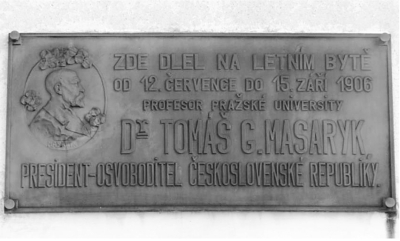 ZDE DLEL NA LETNÍM BYTĚ
OD 12. ČERVENCE DO 15. ZÁŘÍ 1906
PROFESOR PRAŽSKÉ UNIVERSITY
Dr TOMÁŠ G. MASARYK,
PRESIDENT-OSVOBODITEL ČESKOSLOVENSKÉ REPUBLIKY.